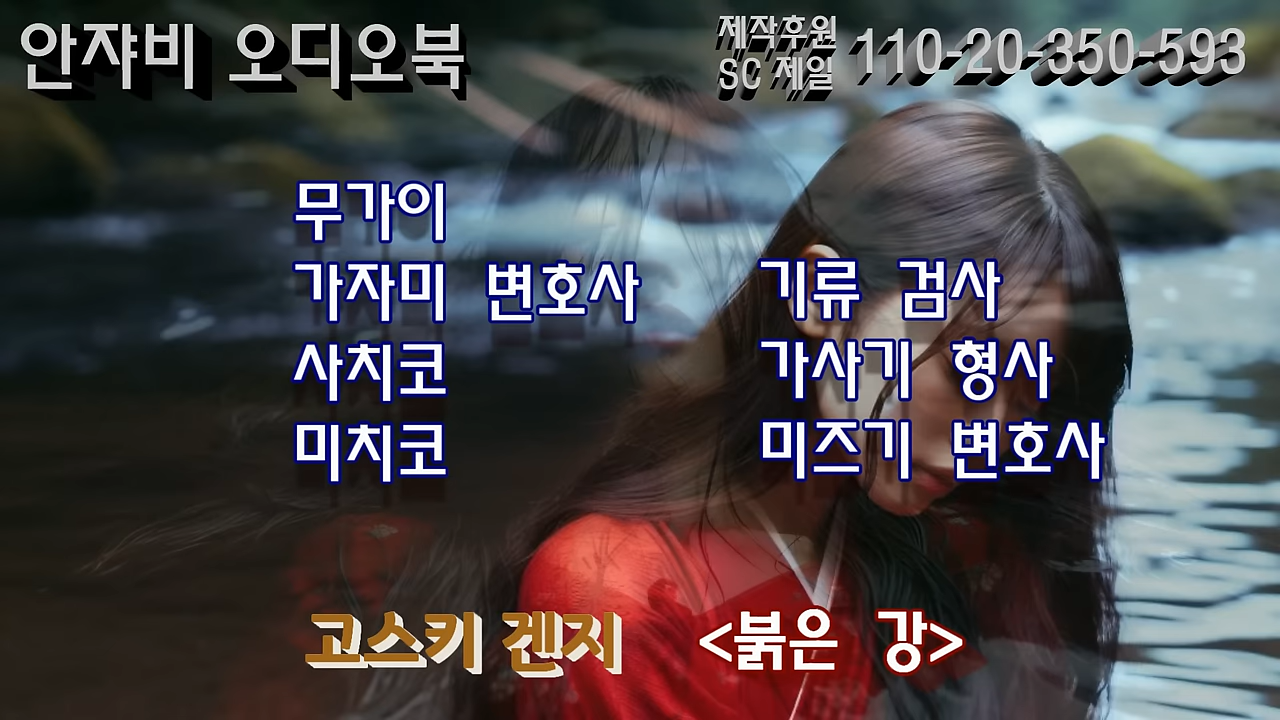 안쟈비 오디오북
제작후원
SC 제일
110-20-350-593
무가이
가자미 변호사
기류 검사
사치코
가사기 형사
미치코
미즈기 변호사
고스키 겐지 <붉은 강>